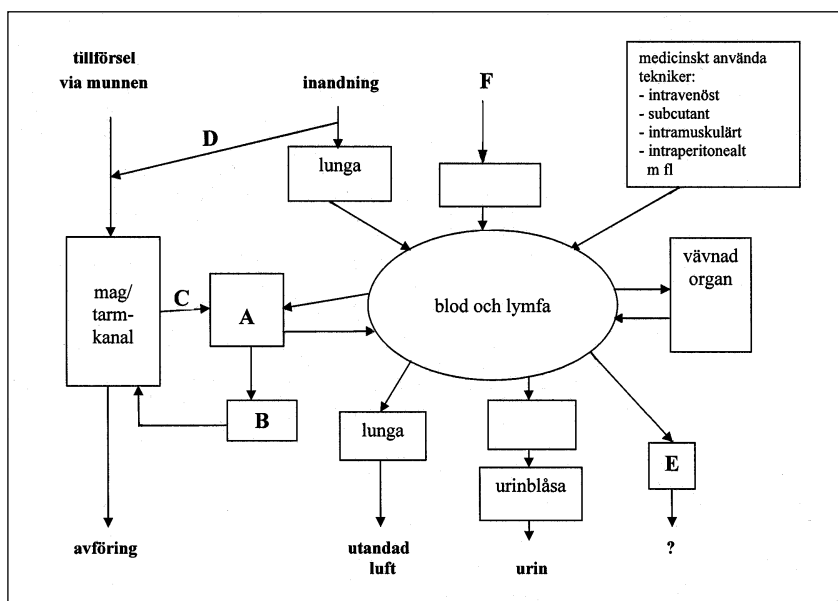 tillförsel
via munnen
inandning
F
medicinskt använda
tekniker:
- intravenöst
- subcutant
- intramuskulärt
- intraperitonealt
m fl
D
lunga
mag/
tarm-
kanal
C
A
blod och lymfa
vävnad
organ
B
lunga
urinblåsa
E
avföring
utandad
luft
urin
?